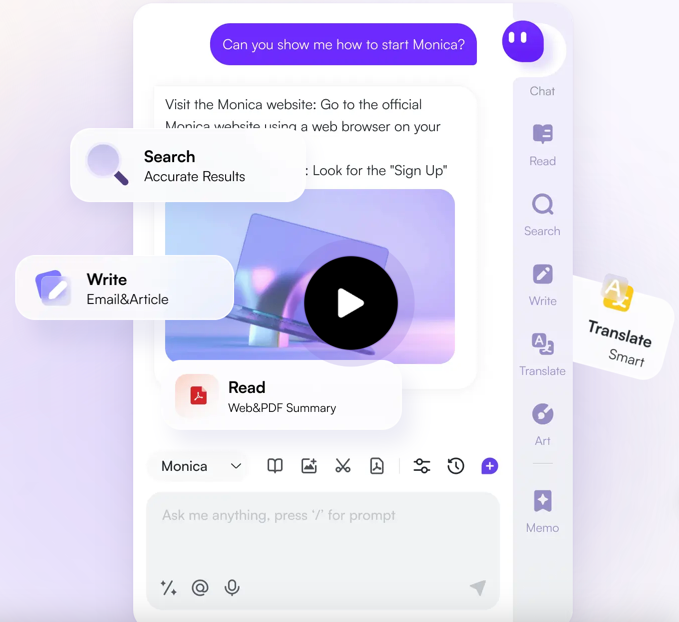 Can you show me how to start Monica?
Visit the Monica website: Go to the official
Monica website using a web browser on your
: Look for the "Sign Up"
Search
Accurate Results
Write
Email&Article
Read
Web&PDF Summary
Monica
Ask me anything, press '/' for prompt
Chat
Read
Search
Write
Translate
Art
Memo
Translate
Smart